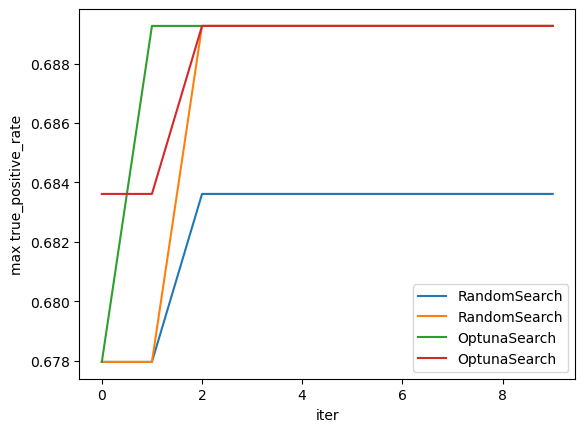 max true_positive_rate
0.688
0.686
0.684
0.682
0.680
0.678
0 2 4 6 8
iter
RandomSearch
RandomSearch
OptunaSearch
OptunaSearch